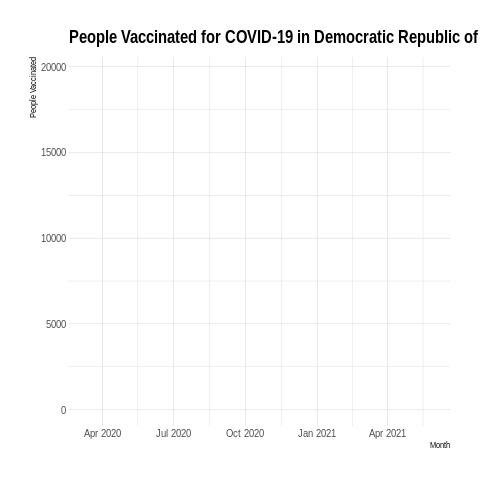 People Vaccinated for COVID-19 in Democratic Republic of
People Vaccinated
20000
15000
10000
5000
0
Apr 2020 Jul 2020 Oct 2020 Jan 2021 Apr 2021
Month